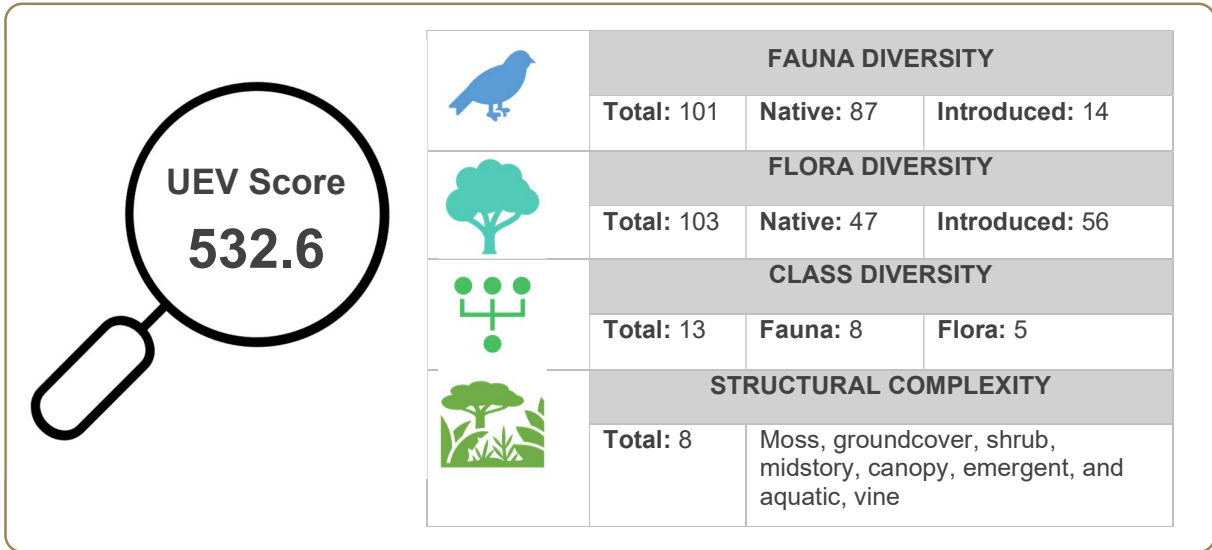 UEV Score
532.6
FAUNA DIVERSITY
Total: 101 Native: 87 Introduced: 14
FLORA DIVERSITY
Total: 103 Native: 47 Introduced: 56
CLASS DIVERSITY
Total: 13 Fauna: 8 Flora: 5
STRUCTURAL COMPLEXITY
Total: 8 Moss, groundcover, shrub,
midstory, canopy, emergent, and
aquatic, vine